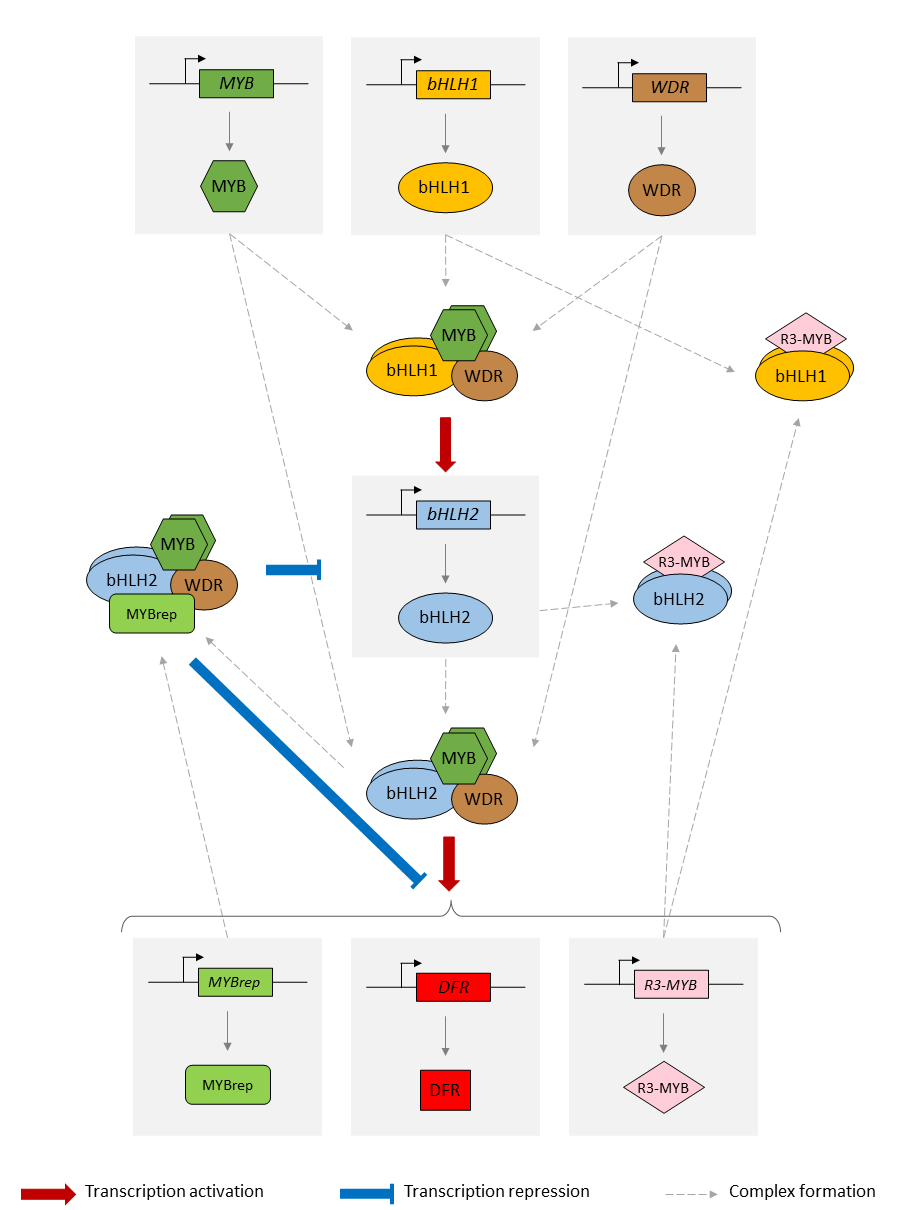 MYB
bHLH1
WDR
MYB
bHLH1
WDR
MYB
bHLH1
WDR
R3-MYB
bHLH1
bHLH2
MYB
bHLH2
WDR
MYBrep
R3-MYB
bHLH2
bHLH2
MYB
bHLH2
WDR
MYBrep
DFR
R3-MYB
MYBrep
DFR
R3-MYB
Transcription activation
Transcription repression
Complex formation